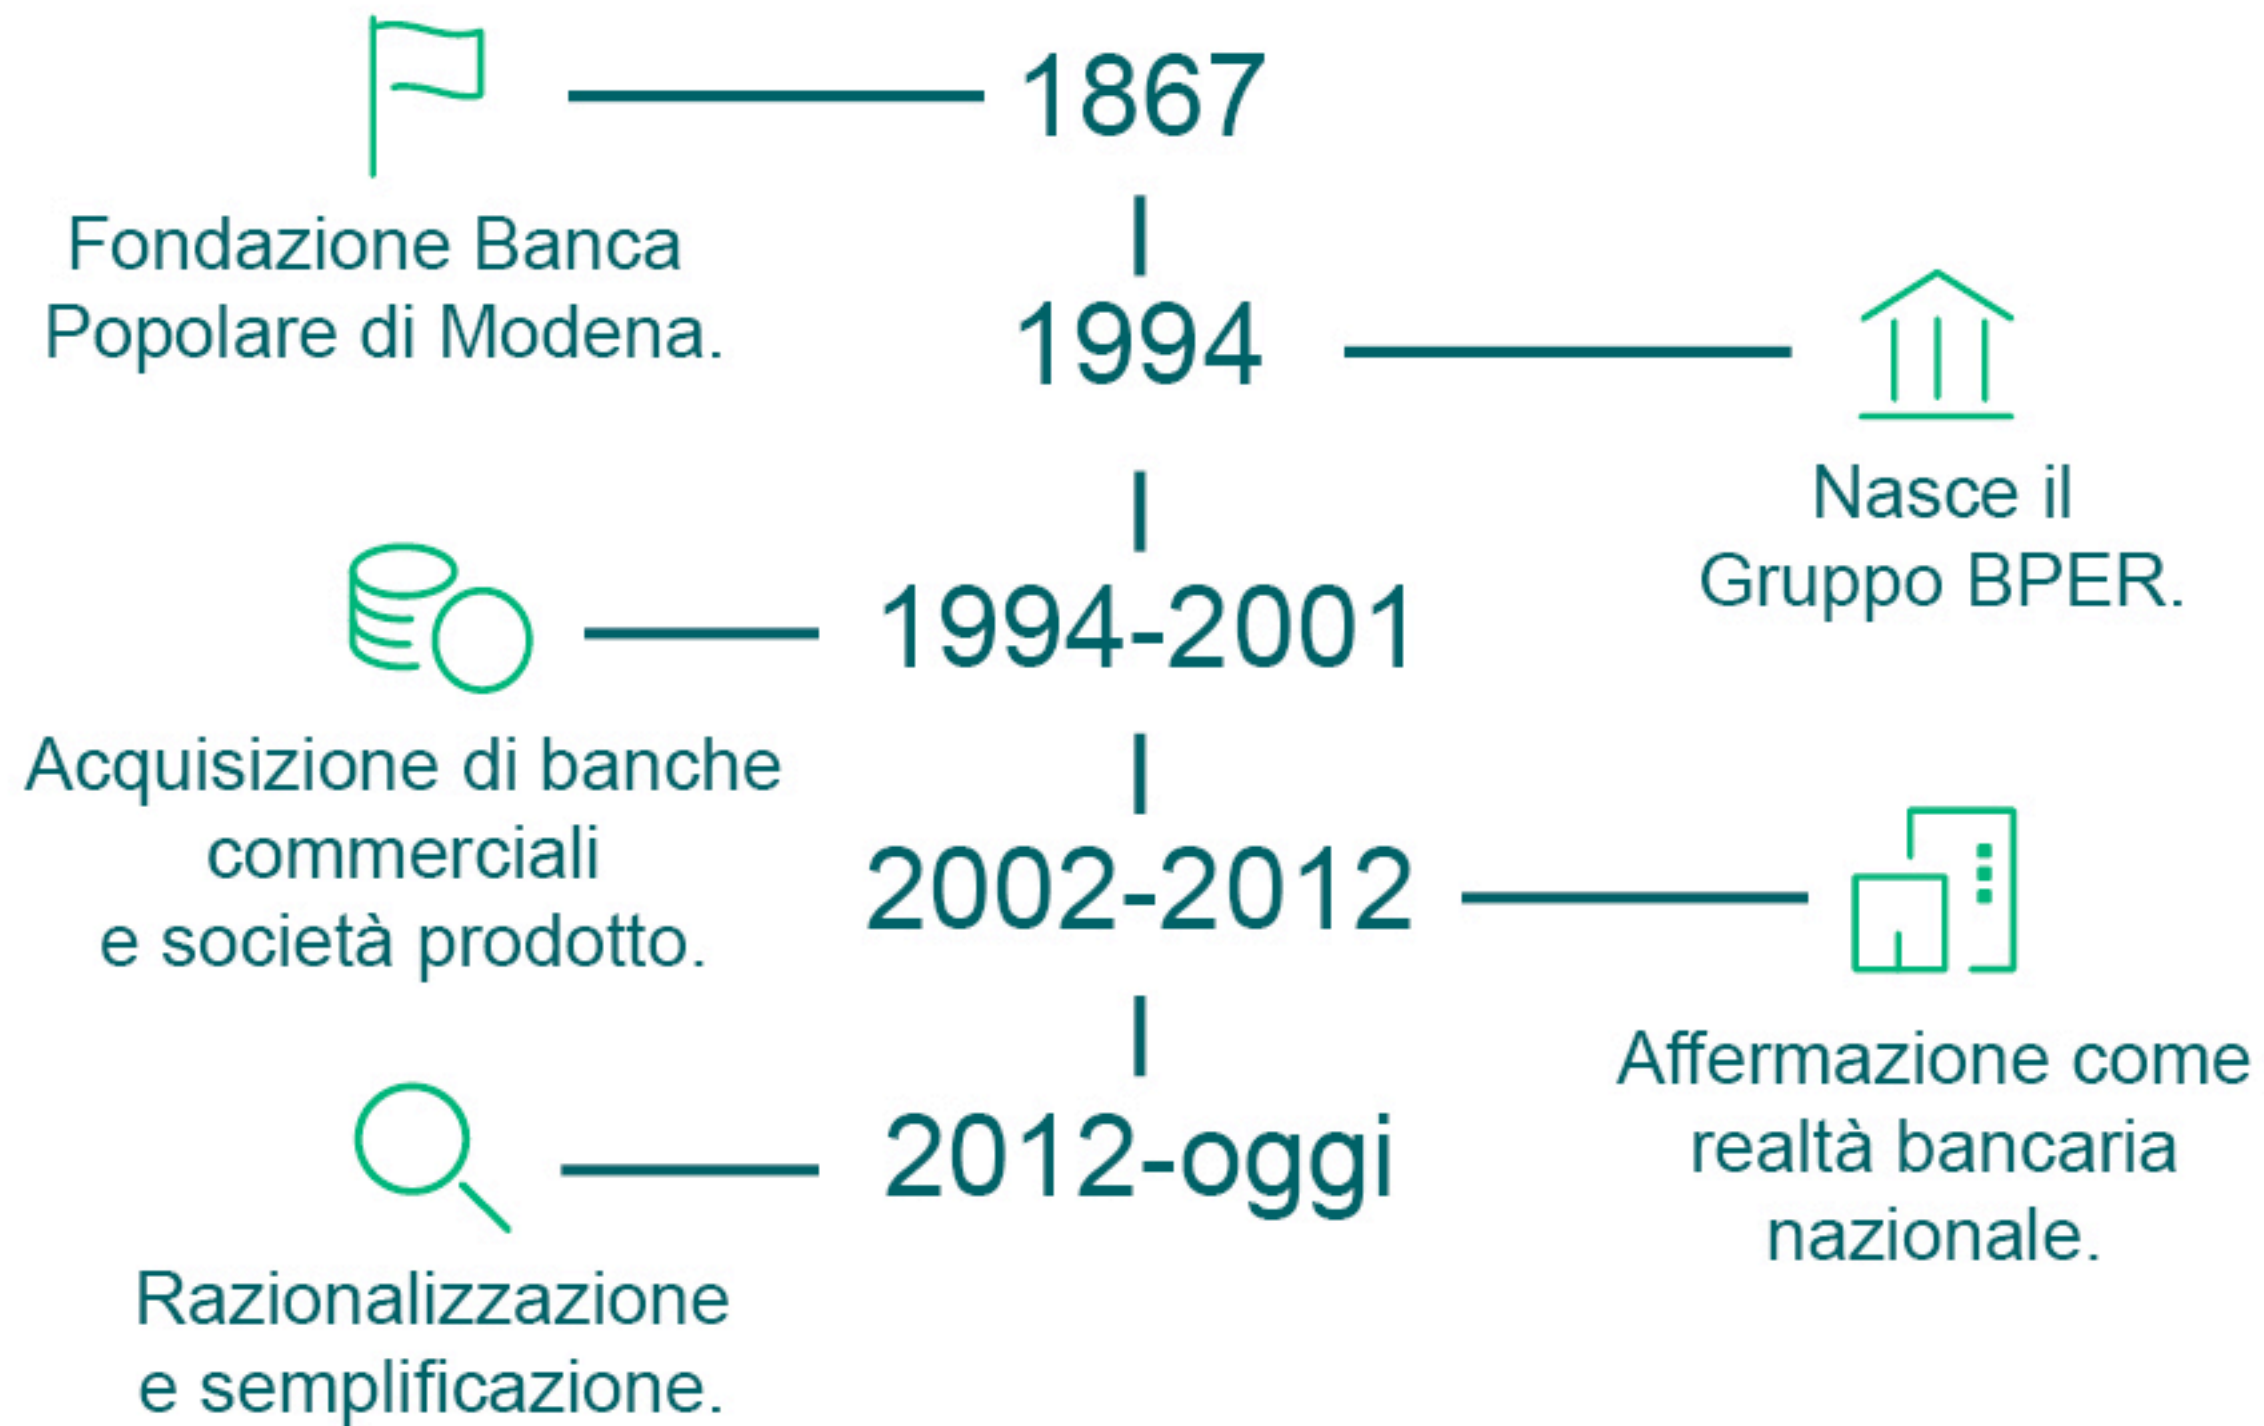 1867
Fondazione Banca
Popolare di Modena.
1994
Nasce il
Gruppo BPER.
1994-2001
Acquisizione di banche
commerciali
e società prodotto.
2002-2012
Affermazione come
realtà bancaria
nazionale.
2012-oggi
Razionalizzazione
e semplificazione.